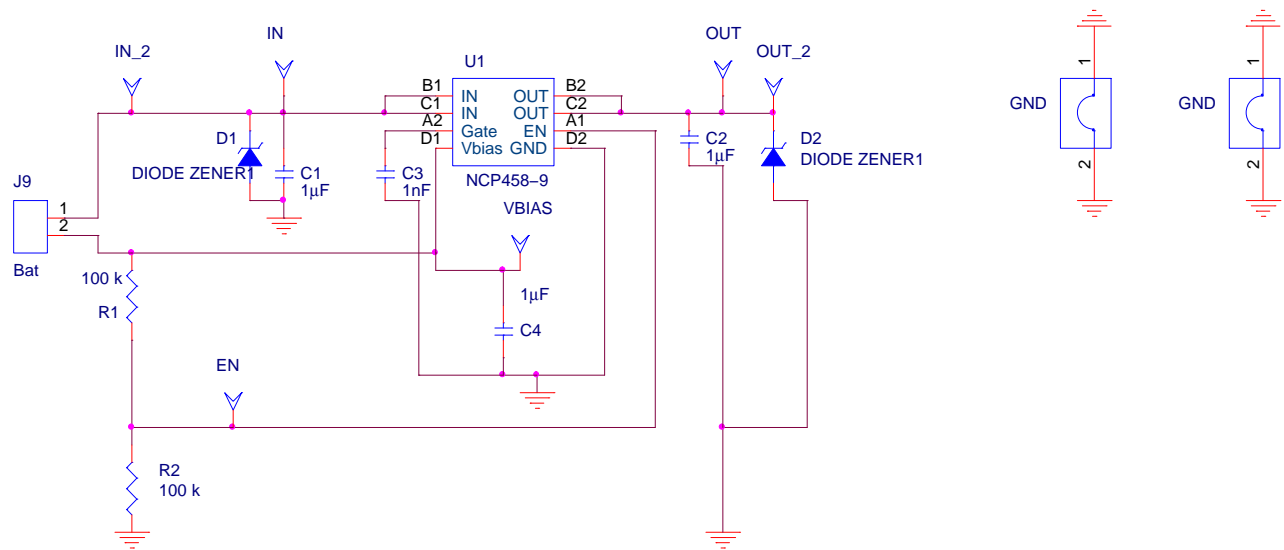 IN_2
IN
U1
OUT
OUT_2
B1
C1
A2
D1
IN
IN
Gate
Vbias
OUT
OUT
EN
GND
B2
C2
A1
D2
NCP458–9
D1
DIODE ZENER1
C1
1µF
C3
1nF
C2
1µF
D2
DIODE ZENER1
GND
1
2
GND
1
2
J9
1
2
Bat
VBIAS
100 k
R1
1µF
C4
EN
R2
100 k